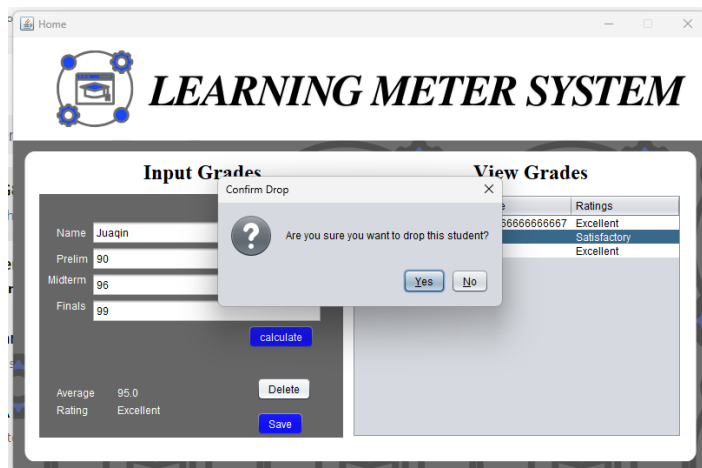 Home
LEARNING METER SYSTEM
Input Grades
View Grades
Confirm Drop
Are you sure you want to drop this student?
Yes
No
Ratings
66666666667 Excellent
Satisfactory
Excellent
Name Juaqin
Prelim 90
Midterm 96
Finals 99
calculate
Average 95.0
Rating Excellent
Delete
Save